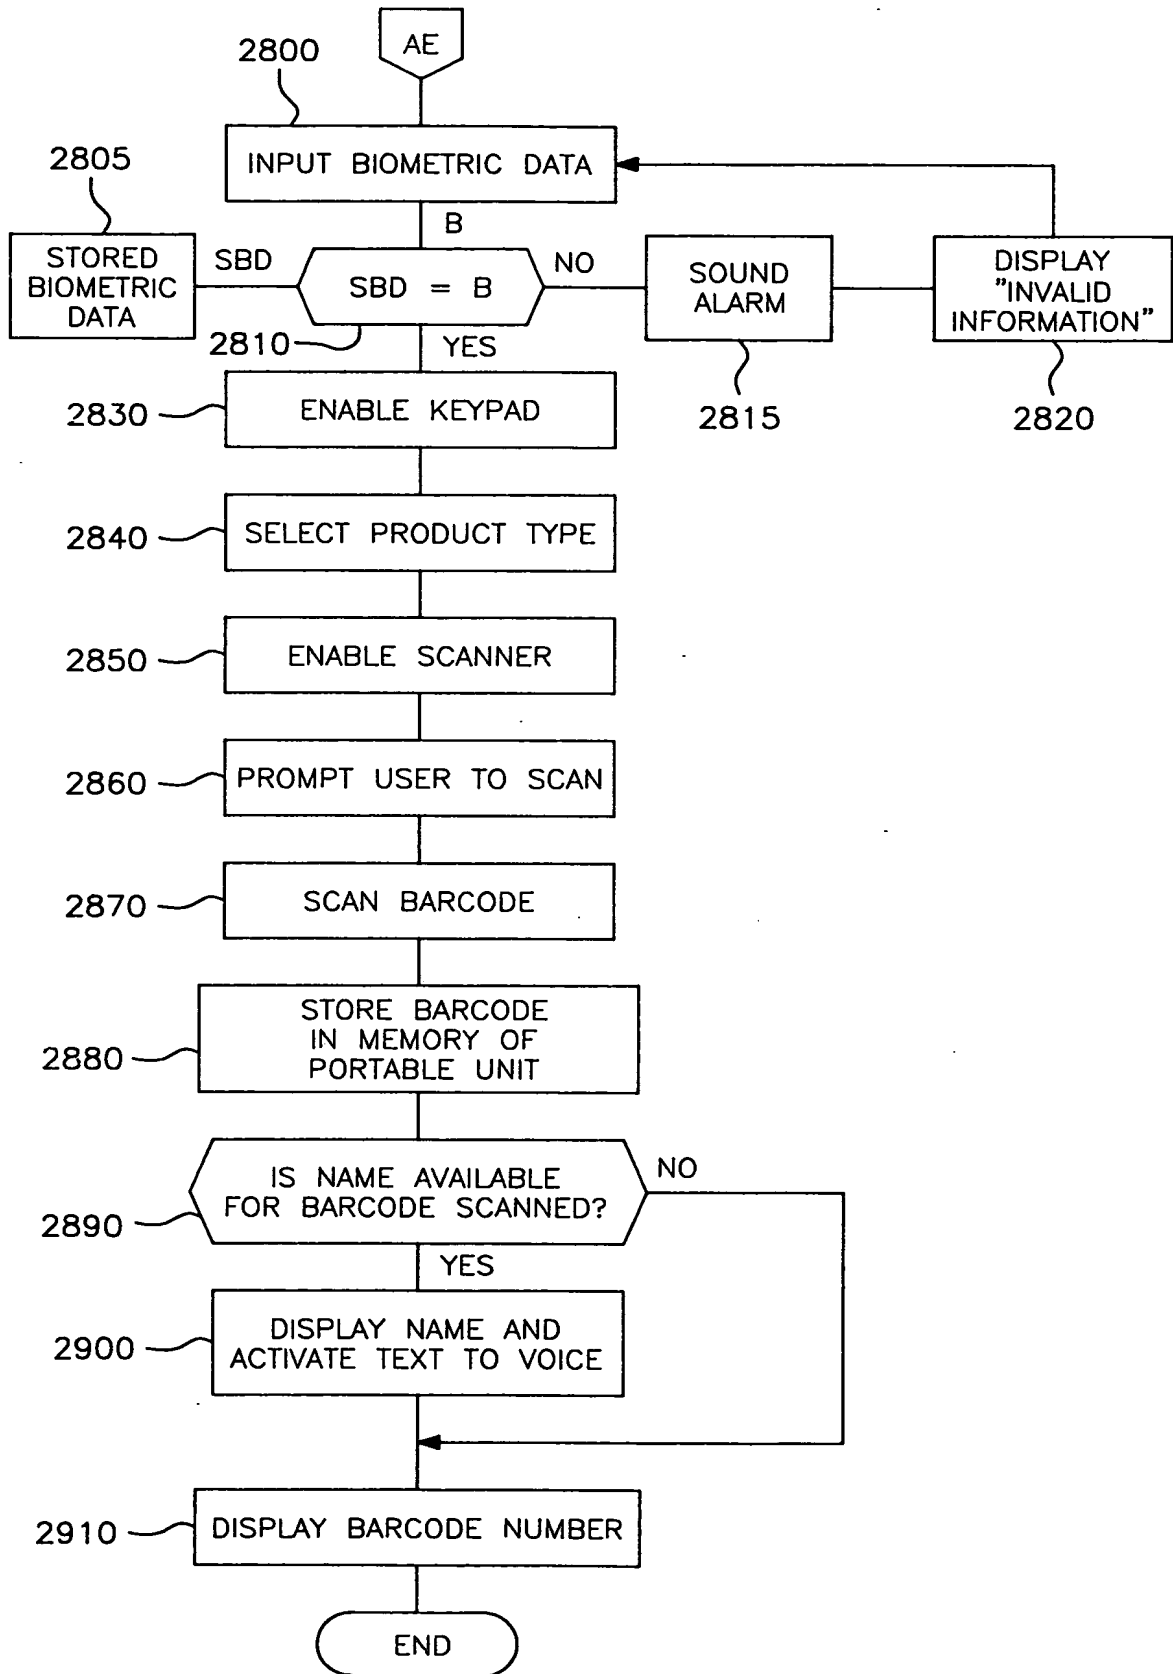 AE
2800
INPUT BIOMETRIC DATA
2805
B
STORED
BIOMETRIC
DATA
SBD
SBD = B
NO
SOUND
ALARM
DISPLAY
"INVALID
INFORMATION"
2810
YES
2815
2820
2830
ENABLE KEYPAD
2840
SELECT PRODUCT TYPE
2850
ENABLE SCANNER
2860
PROMPT USER TO SCAN
2870
SCAN BARCODE
2880
STORE BARCODE
IN MEMORY OF
PORTABLE UNIT
2890
IS NAME AVAILABLE
FOR BARCODE SCANNED?
NO
YES
2900
DISPLAY NAME AND
ACTIVATE TEXT TO VOICE
2910
DISPLAY BARCODE NUMBER
END